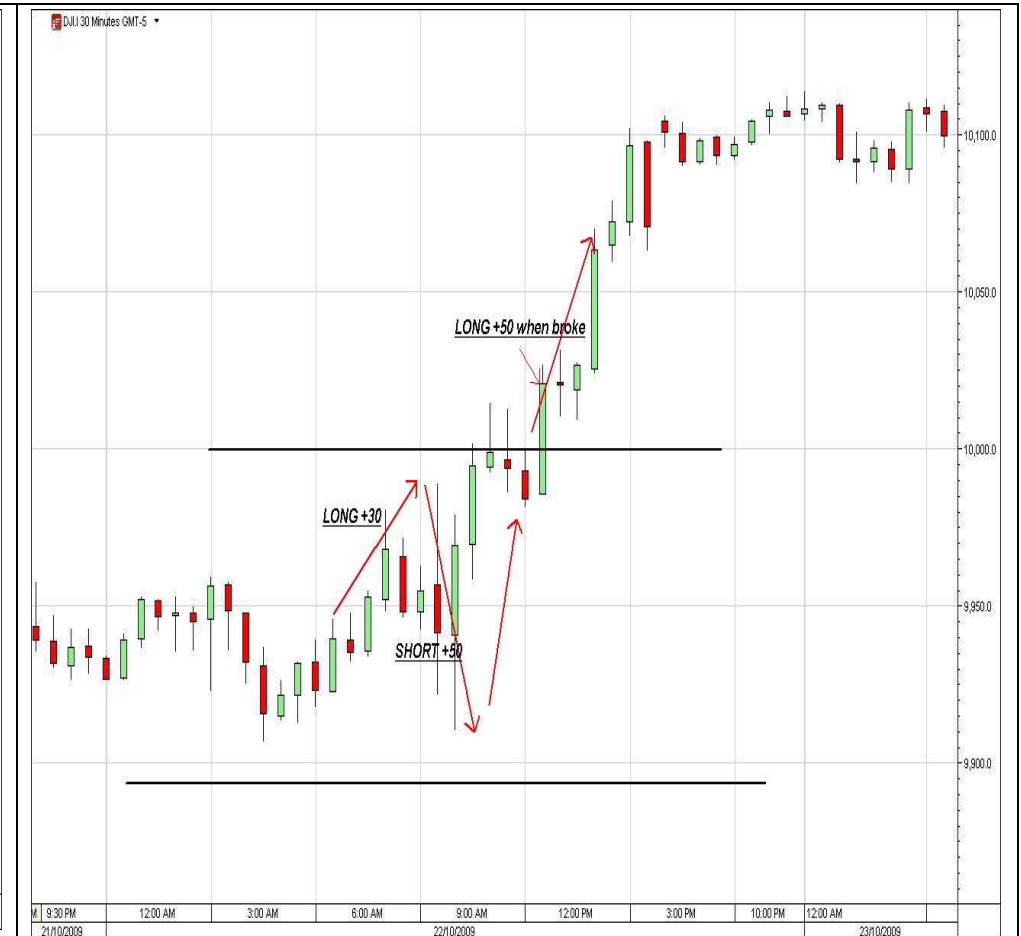 DJI.I 30 Minutes GMT-5
10,100.0
10,050.0
LONG +50 when broke
10,000.0
LONG +30
9,950.0
SHORT +50
9,900.0
M 9:30 PM 12:00 AM 3:00 AM 6:00 AM 9:00 AM 12:00 PM 3:00 PM 10:00 PM 12:00 AM
21/10/2009 22/10/2009 23/10/2009